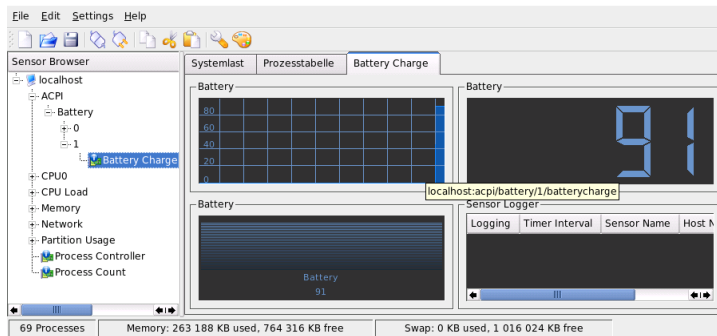 File Edit Settings Help
Sensor Browser
localhost
ACPI
Battery
0
1
Battery Charge
CPU0
CPU Load
Memory
Network
Partition Usage
Process Controller
Process Count
Systemlast Prozesstabelle Battery Charge
Battery
80
60
40
20
0
Battery
91
localhost:acpi/battery/1/batterycharge
Battery
Battery
91
Sensor Logger
Logging Timer Interval Sensor Name Host N
69 Processes Memory: 263 188 KB used, 764 316 KB free Swap: 0 KB used, 1 016 024 KB free